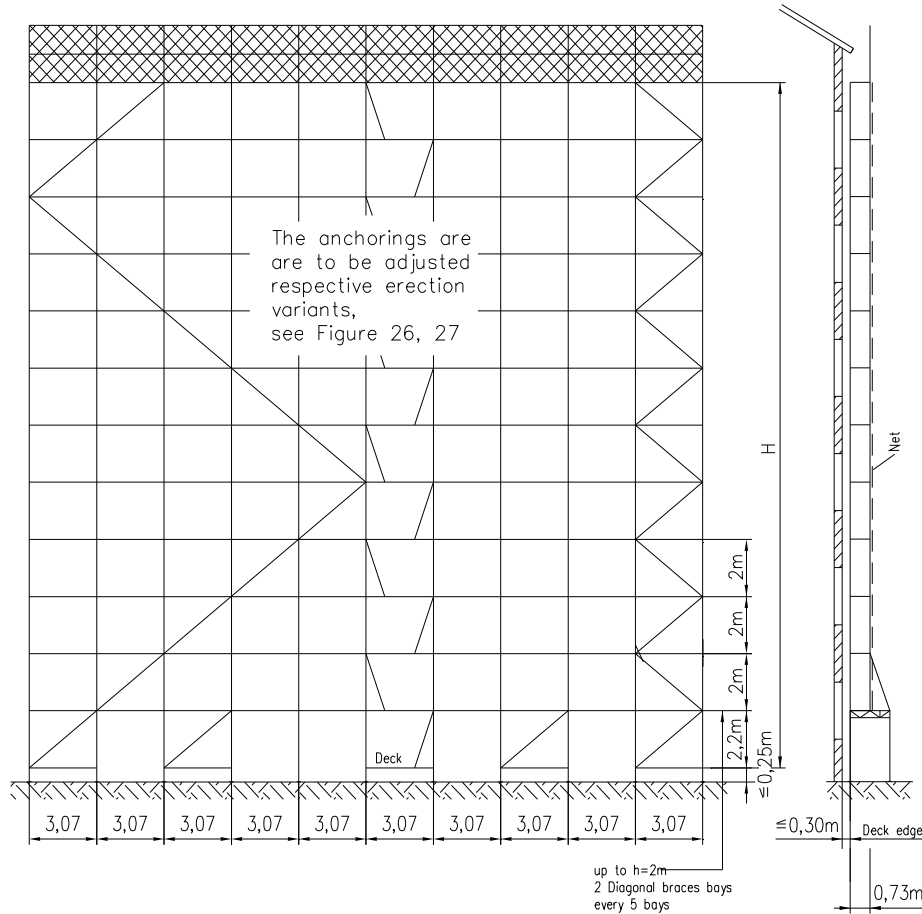 The anchorings are
are to be adjusted
respective erection
variants,
see Figure 26, 27
H
Net
2m
2m
2m
2,2m
≤0,25m
Deck
3,07 3,07 3,07 3,07 3,07 3,07 3,07 3,07 3,07 3,07
≤0,30m
Deck edge
up to h=2m
2 Diagonal braces bays
every 5 bays
0,73m